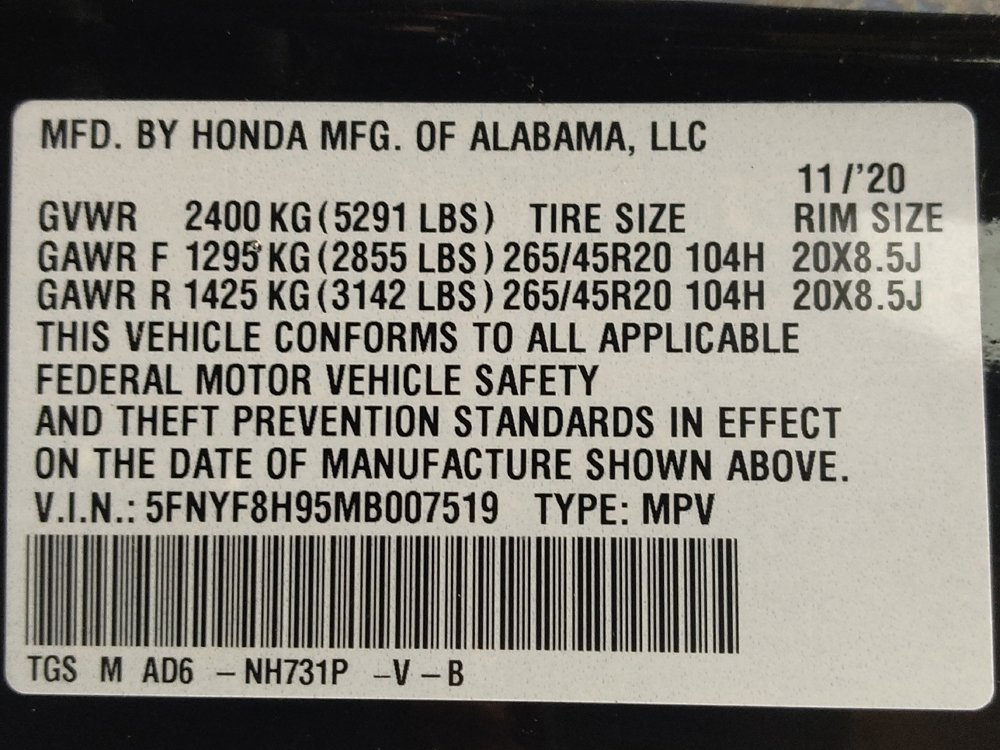 MFD. BY HONDA MFG. OF ALABAMA, LLC
11/'20
GVWR 2400 KG (5291 LBS) TIRE SIZE RIM SIZE
GAWR F 1295 KG (2855 LBS) 265/45R20 104H 20X8.5J
GAWR R 1425 KG (3142 LBS) 265/45R20 104H 20X8.5J
THIS VEHICLE CONFORMS TO ALL APPLICABLE
FEDERAL MOTOR VEHICLE SAFETY
AND THEFT PREVENTION STANDARDS IN EFFECT
ON THE DATE OF MANUFACTURE SHOWN ABOVE.
V.I.N.: 5FNYF8H95MB007519 TYPE: MPV
TGS M AD6 – NH731P –V – B